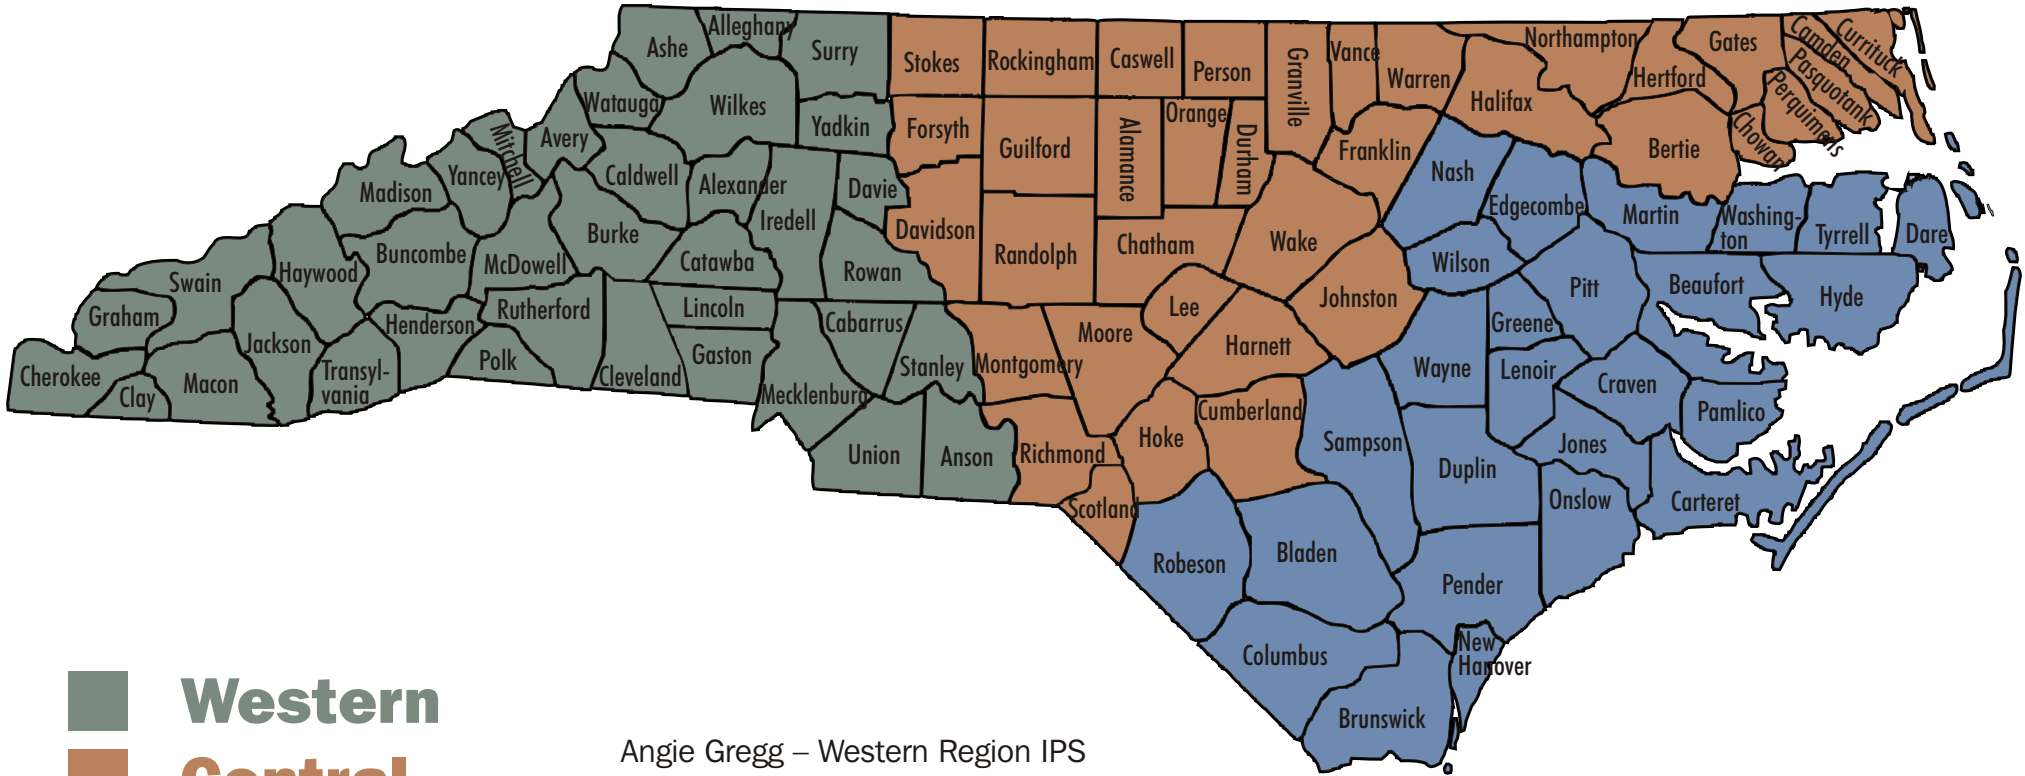 Alleghany
Ashe
Surry
Stokes
Rockingham
Caswell
Person
Granville
Vance
Warren
Northampton
Gates
Camden
Currituck
Hertford
Pasquotank
Perquimens
Chowan
Watauga
Wilkes
Yadkin
Forsyth
Guilford
Alamance
Orange
Durham
Franklin
Halifax
Bertie
Mitchell
Avery
Caldwell
Alexander
Davie
Iredell
Davidson
Randolph
Chatham
Wake
Nash
Edgecombe
Martin
Washing-
ton
Tyrrell
Dare
Madison
Yancey
Buncombe
McDowell
Burke
Catawba
Rowan
Wilson
Pitt
Beaufort
Hyde
Swain
Haywood
Graham
Jackson
Henderson
Rutherford
Lincoln
Cabarrus
Lee
Moore
Harnett
Johnston
Greene
Cherokee
Clay
Macon
Transyl-
vania
Polk
Cleveland
Gaston
Mecklenburg
Stanley
Montgomery
Wayne
Lenoir
Craven
Pamlico
Union
Anson
Richmond
Hoke
Cumberland
Sampson
Duplin
Jones
Onslow
Carteret
Scotland
Robeson
Bladen
Pender
Columbus
New
Hanover
Brunswick
Western
Central
Angie Gregg – Western Region IPS